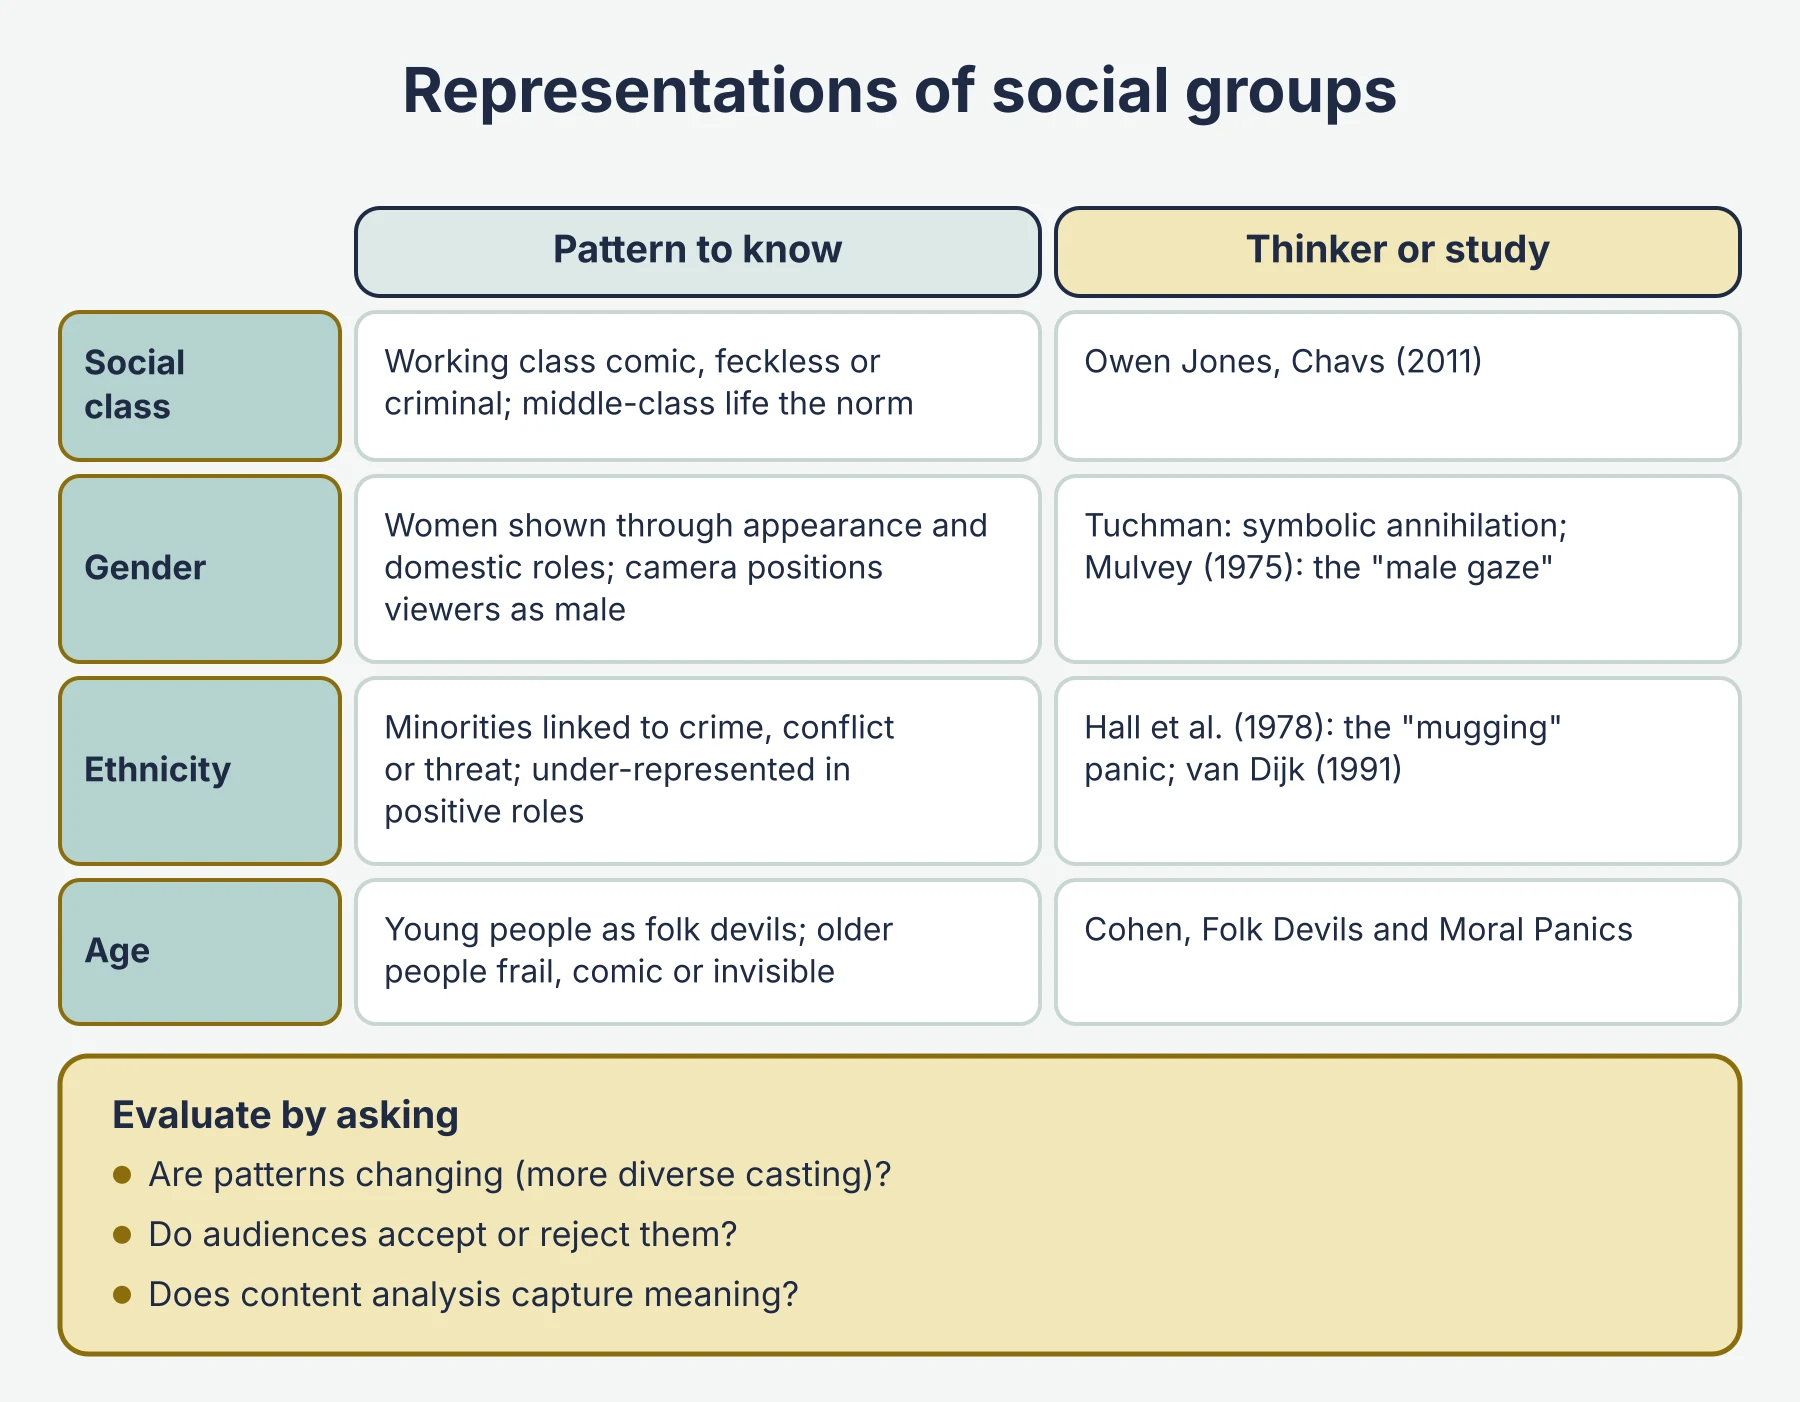 Representations of social groups
Pattern to know
Thinker or study
Social
class
Working class comic, feckless or
criminal; middle-class life the norm
Owen Jones, Chavs (2011)
Gender
Women shown through appearance and
domestic roles; camera positions
viewers as male
Tuchman: symbolic annihilation;
Mulvey (1975): the "male gaze"
Ethnicity
Minorities linked to crime, conflict
or threat; under-represented in
positive roles
Hall et al. (1978): the "mugging"
panic; van Dijk (1991)
Age
Young people as folk devils; older
people frail, comic or invisible
Cohen, Folk Devils and Moral Panics
Evaluate by asking
Are patterns changing (more diverse casting)?
Do audiences accept or reject them?
Does content analysis capture meaning?